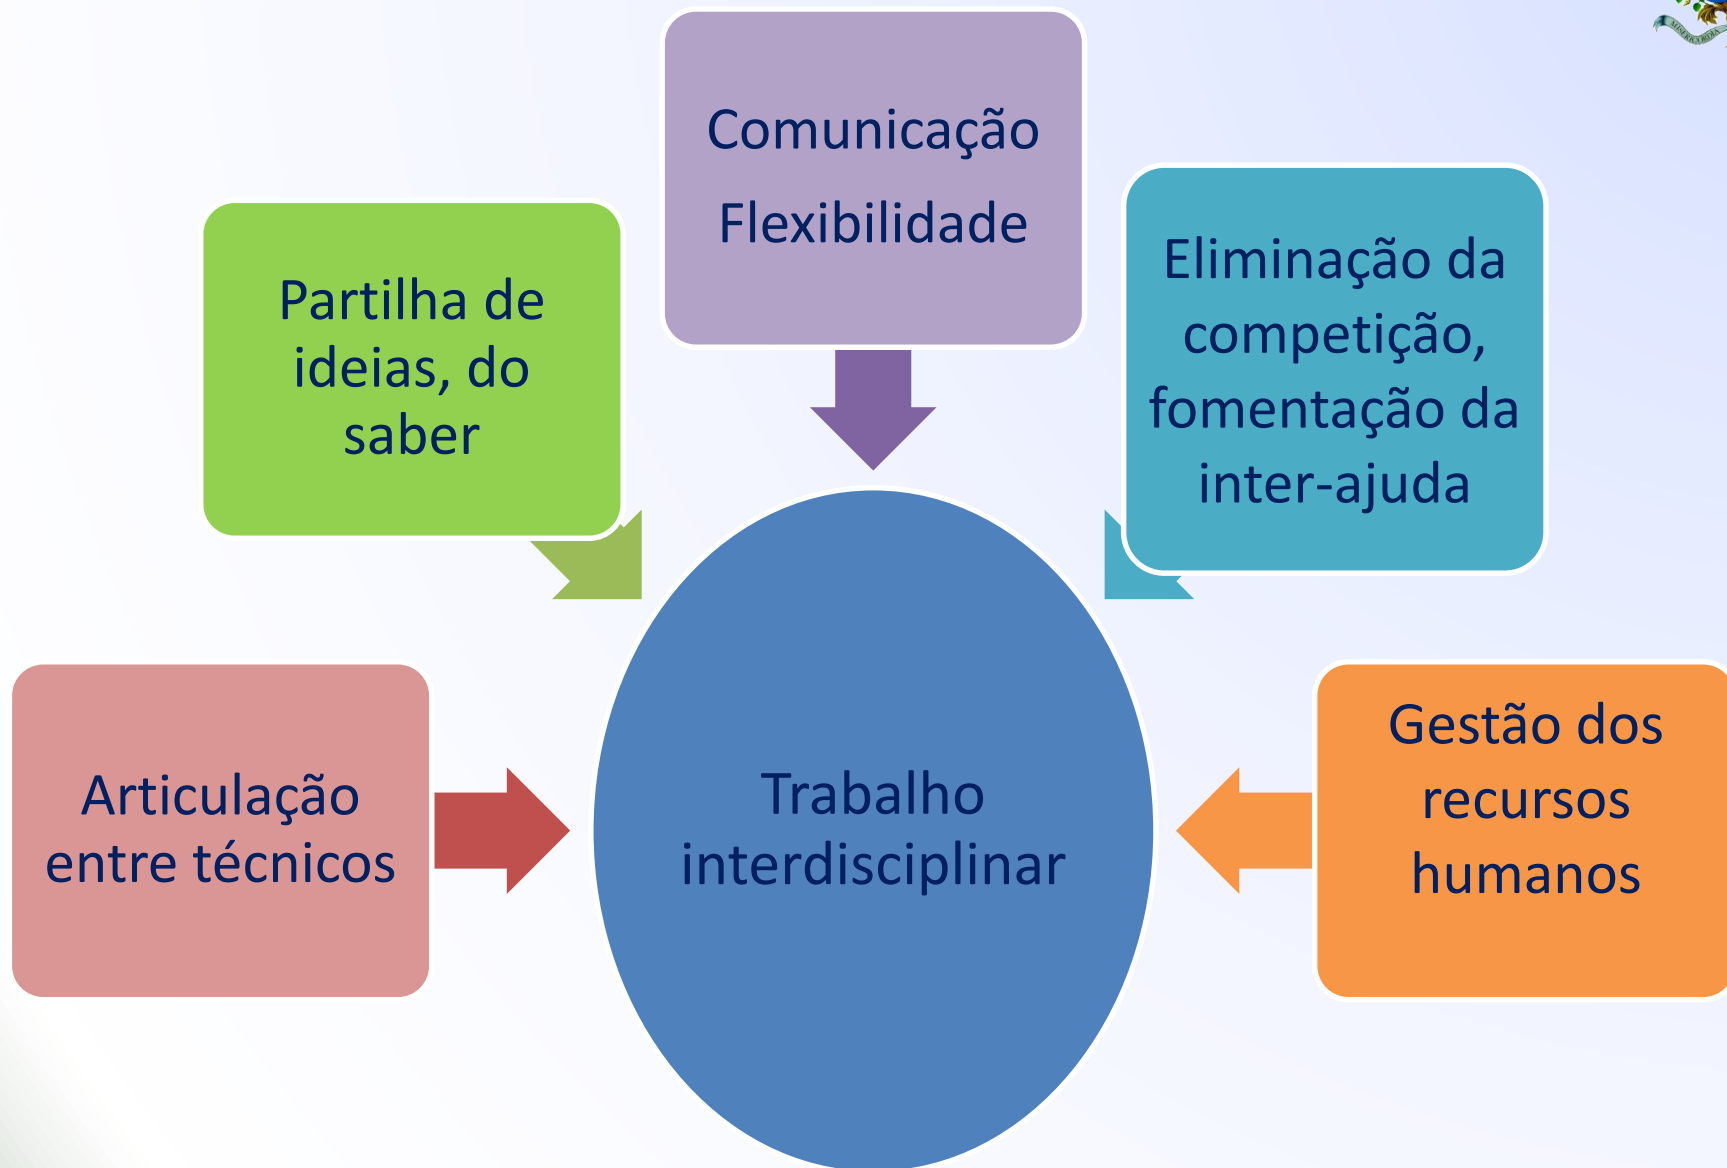 Comunicação
Flexibilidade
Partilha de
ideias, do
saber
Eliminação da
competição,
fomentação da
inter-ajuda
Articulação
entre técnicos
Trabalho
interdisciplinar
Gestão dos
recursos
humanos